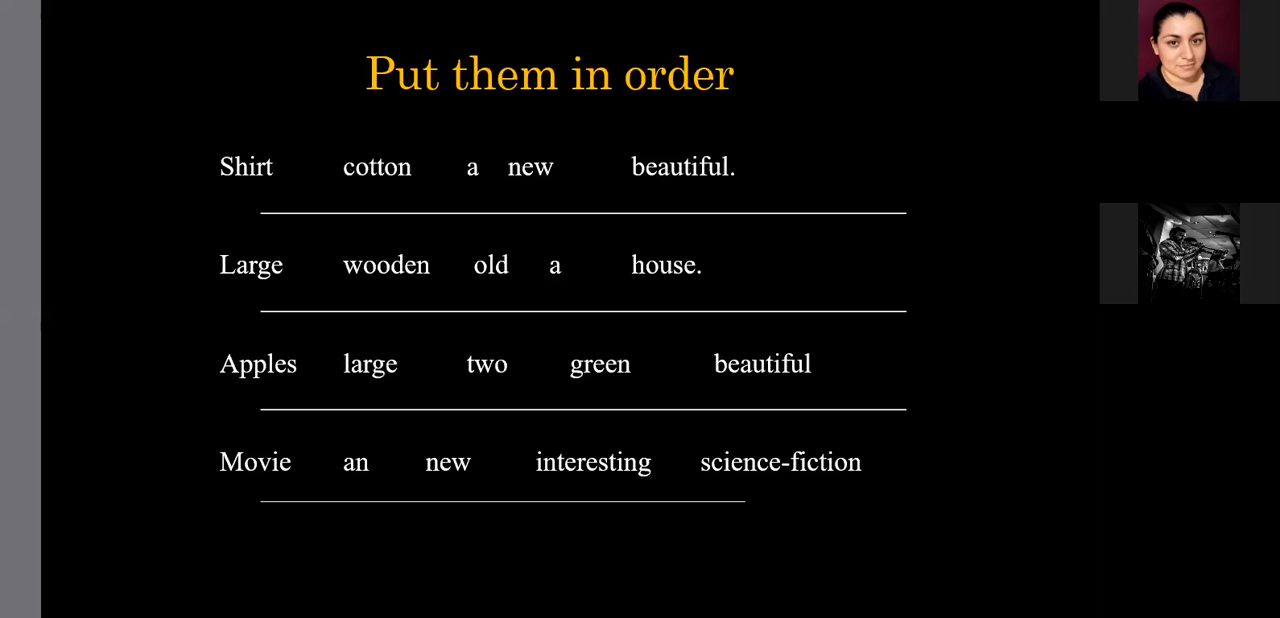 Put them in order
Shirt cotton a new beautiful.
Large wooden old a house.
Apples large two green beautiful
Movie an new interesting science-fiction